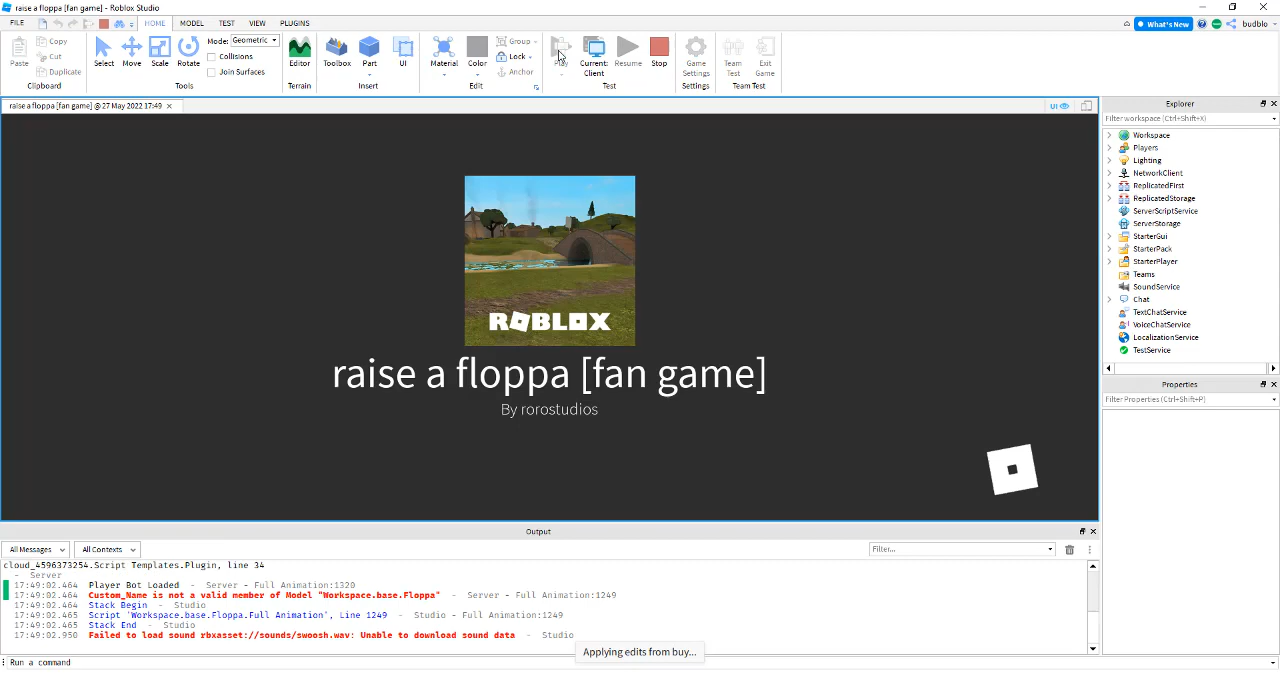 raise a floppa [fan game] - Roblox Studio
FILE HOME MODEL TEST VIEW PLUGINS
What's New budblo
Paste Copy Cut Duplicate
Clipboard
Select Move Scale Rotate
Mode: Geometric
Collisions
Join Surfaces
Tools
Editor
Terrain
Toolbox Part UI
Insert
Material Color
Group
Lock
Anchor
Edit
Play Current: Client Resume Stop
Test
Game Settings
Settings
Team Test Exit Game
Team Test
raise a floppa [fan game] @ 27 May 2022 17:49
UI
ROBLOX
raise a floppa [fan game]
By rorostudios
Explorer
Filter workspace (Ctrl+Shift+X)
Workspace
Players
Lighting
NetworkClient
ReplicatedFirst
ReplicatedStorage
ServerScriptService
ServerStorage
StarterGui
StarterPack
StarterPlayer
Teams
SoundService
Chat
TextChatService
VoiceChatService
LocalizationService
TestService
Properties
Filter Properties (Ctrl+Shift+P)
Output
All Messages All Contexts Filter...
cloud_4596373254.Script Templates.Plugin, line 34
- Server
17:49:02.464 Player Bot Loaded - Server - Full Animation:1320
17:49:02.464 Custom_Name is not a valid member of Model "Workspace.base.Floppa" - Server - Full Animation:1249
17:49:02.464 Stack Begin - Studio
17:49:02.465 Script 'Workspace.base.Floppa.Full Animation', Line 1249 - Studio - Full Animation:1249
17:49:02.465 Stack End - Studio
17:49:02.950 Failed to load sound rbxasset://sounds/swoosh.wav: Unable to download sound data - Studio
Applying edits from buy...
Run a command